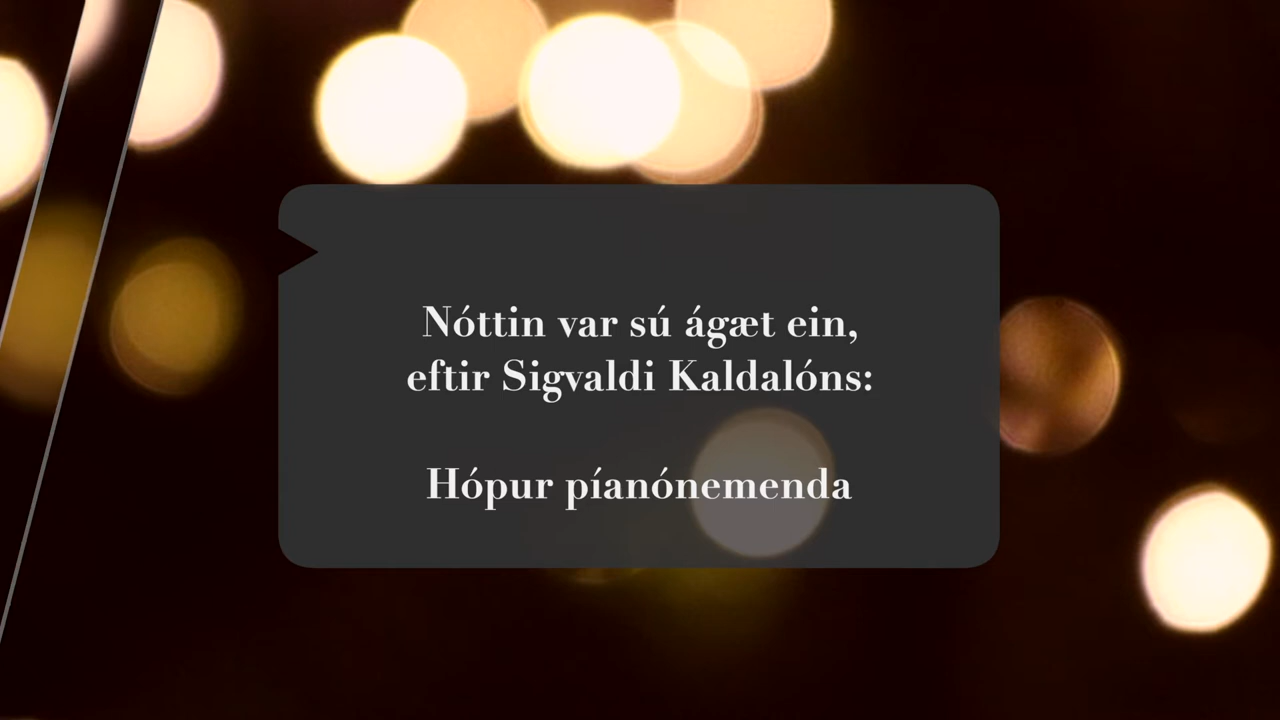 Nóttin var sú ágæt ein,
eftir Sigvaldi Kaldalóns:
Hópur píanónemenda